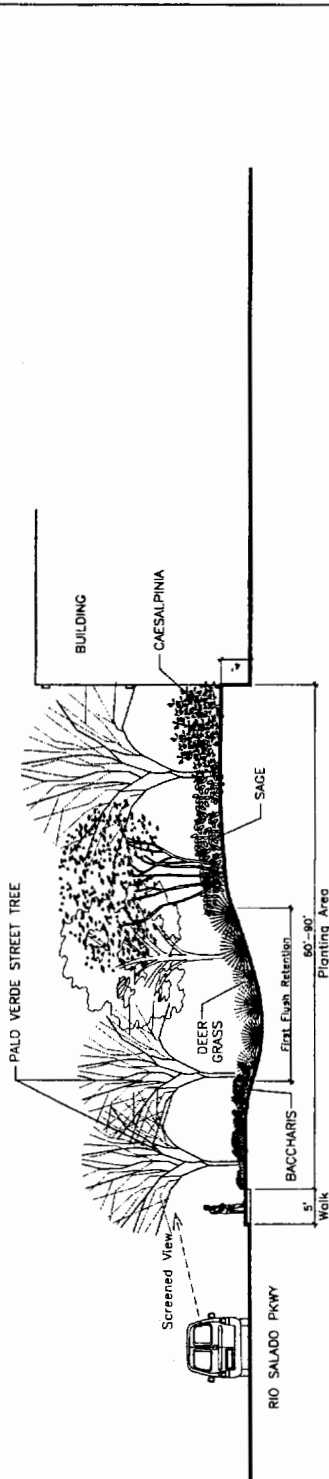 PALO VERDE STREET TREE
BUILDING
CAESALPINIA
Screened View
DEER
GRASS
First Flush Retention
BACCHARIS
SAGE
4'
RIO SALADO PKWY
5'
Walk
60'-90'
Planting Area